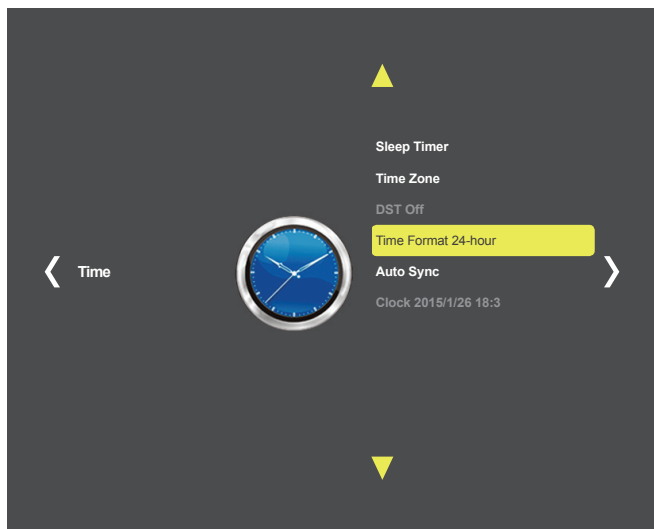 Sleep Timer
Time Zone
DST Off
Time Format 24-hour
Time
Auto Sync
Clock 2015/1/26 18:3